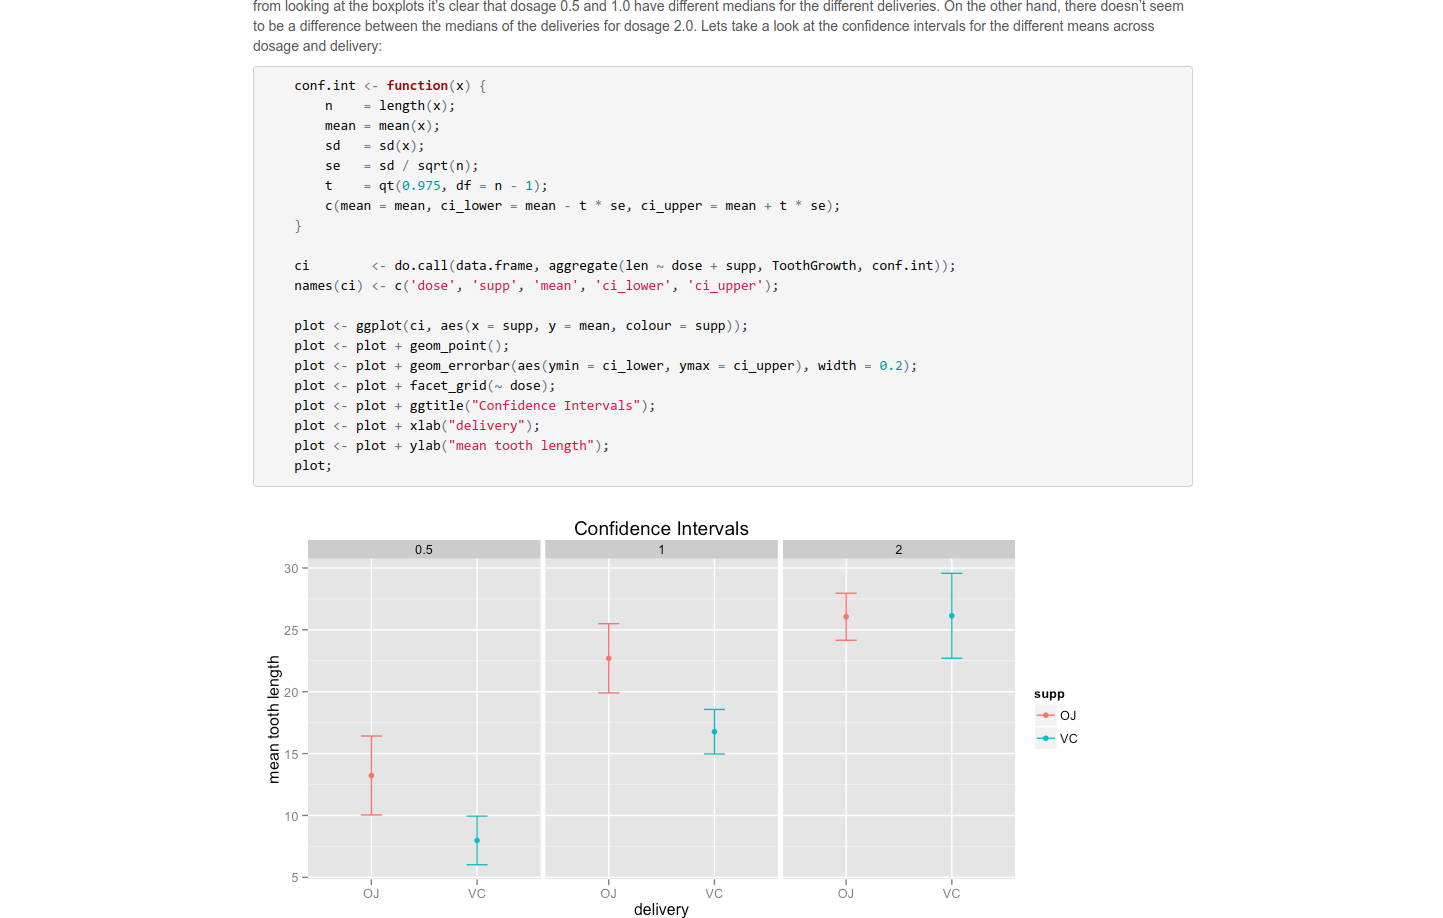 from looking at the boxplots it's clear that dosage 0.5 and 1.0 have different medians for the different deliveries. On the other hand, there doesn't seem
to be a difference between the medians of the deliveries for dosage 2.0. Lets take a look at the confidence intervals for the different means across
dosage and delivery:
conf.int <- function(x) {
    n    = length(x);
    mean = mean(x);
    sd   = sd(x);
    se   = sd / sqrt(n);
    t    = qt(0.975, df = n - 1);
    c(mean = mean, ci_lower = mean - t * se, ci_upper = mean + t * se);
}
ci        <- do.call(data.frame, aggregate(len ~ dose + supp, ToothGrowth, conf.int));
names(ci) <- c('dose', 'supp', 'mean', 'ci_lower', 'ci_upper');
plot <- ggplot(ci, aes(x = supp, y = mean, colour = supp));
plot <- plot + geom_point();
plot <- plot + geom_errorbar(aes(ymin = ci_lower, ymax = ci_upper), width = 0.2);
plot <- plot + facet_grid(~ dose);
plot <- plot + ggtitle("Confidence Intervals");
plot <- plot + xlab("delivery");
plot <- plot + ylab("mean tooth length");
plot;
Confidence Intervals
0.5 1 2
30
25
20
15
10
5
mean tooth length
OJ VC OJ VC OJ VC
delivery
supp
OJ
VC